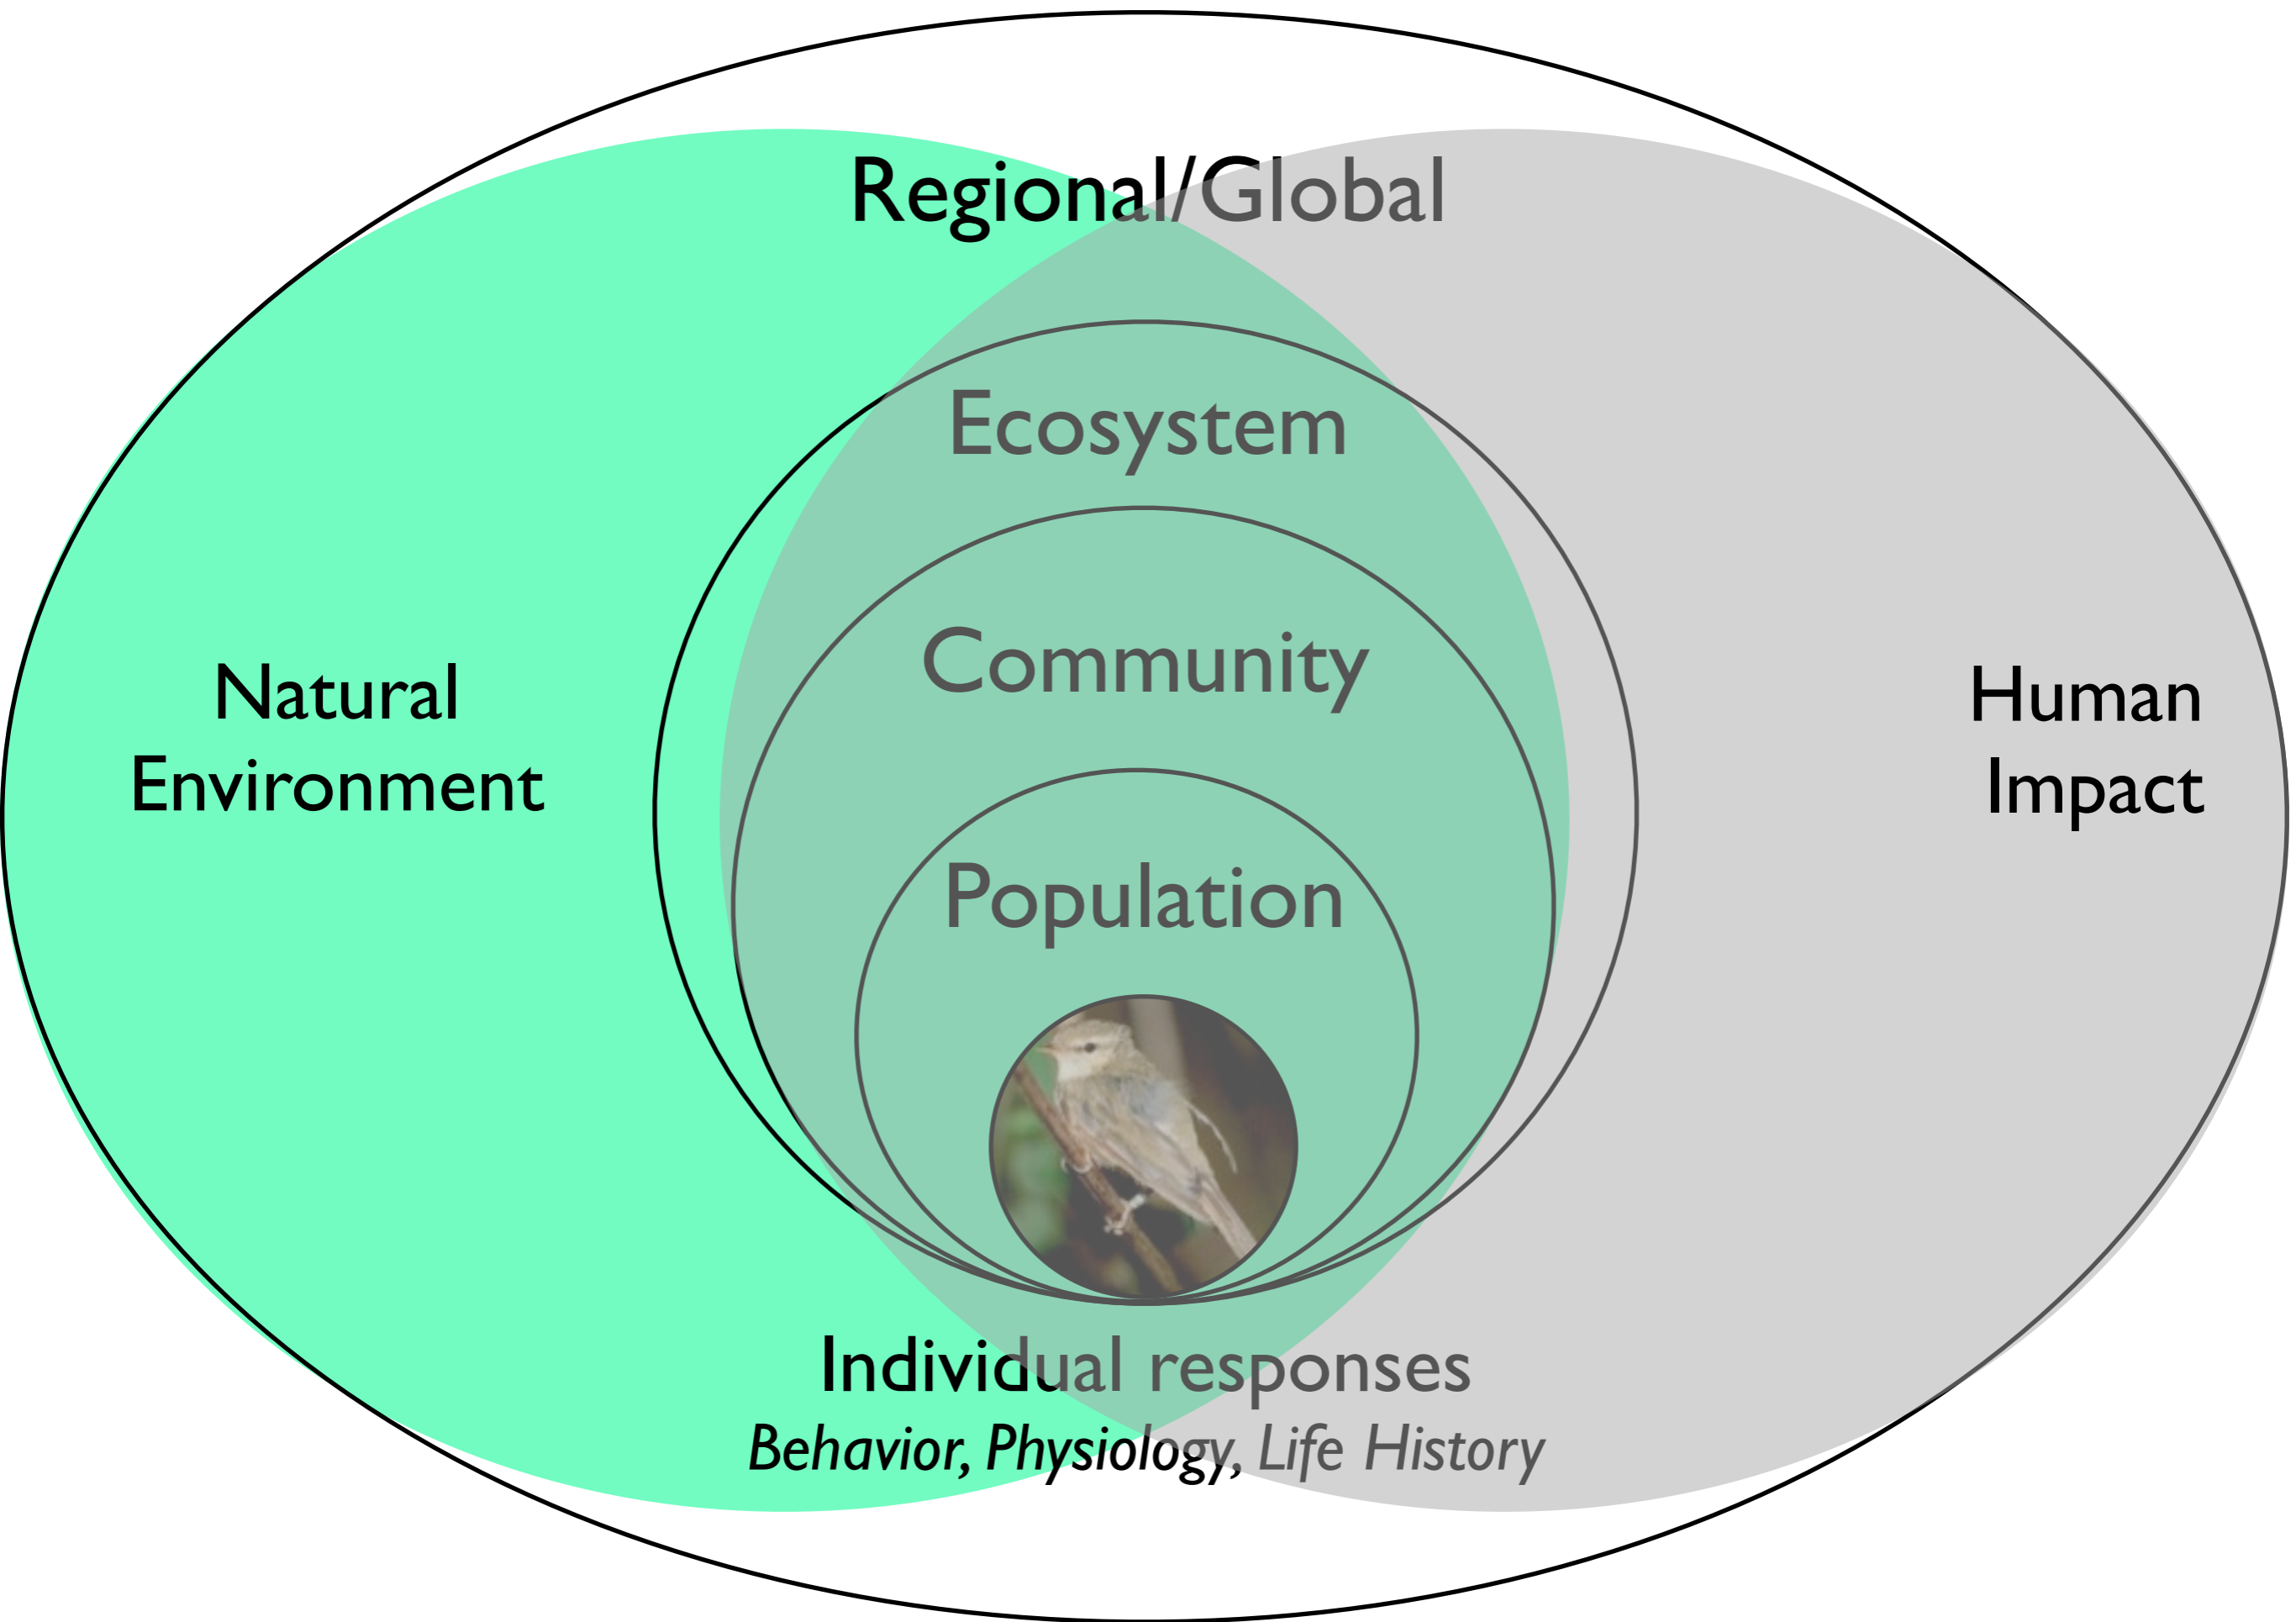 Regional/Global
Ecosystem
Community
Natural
Environment
Human
Impact
Population
Individual responses
Behavior, Physiology, Life History